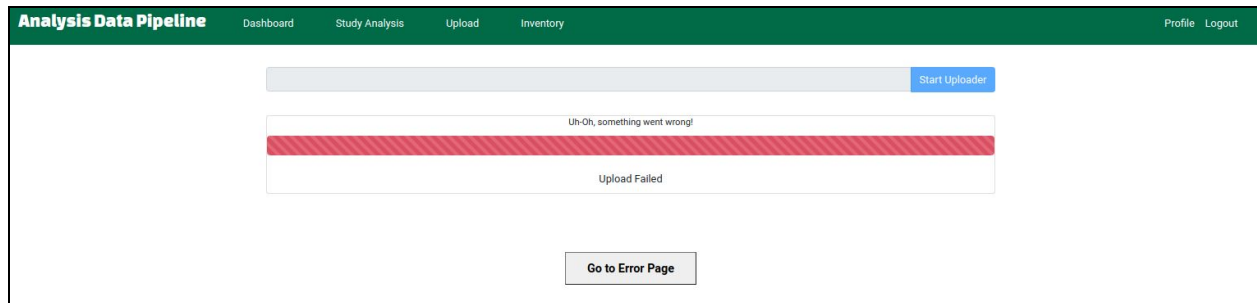 Analysis Data Pipeline Dashboard Study Analysis Upload Inventory Profile Logout
Start Uploader
Uh-Oh, something went wrong!
Upload Failed
Go to Error Page